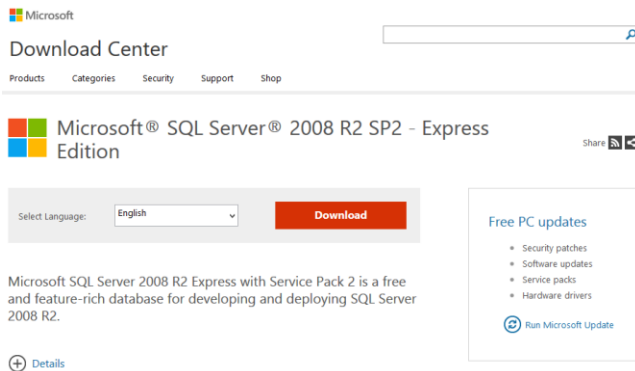 Microsoft
Download Center
Products Categories Security Support Shop
Microsoft® SQL Server® 2008 R2 SP2 - Express
Edition
Share
Select Language: English Download
Microsoft SQL Server 2008 R2 Express with Service Pack 2 is a free
and feature-rich database for developing and deploying SQL Server
2008 R2.
Details
Free PC updates
Security patches
Software updates
Service packs
Hardware drivers
Run Microsoft Update